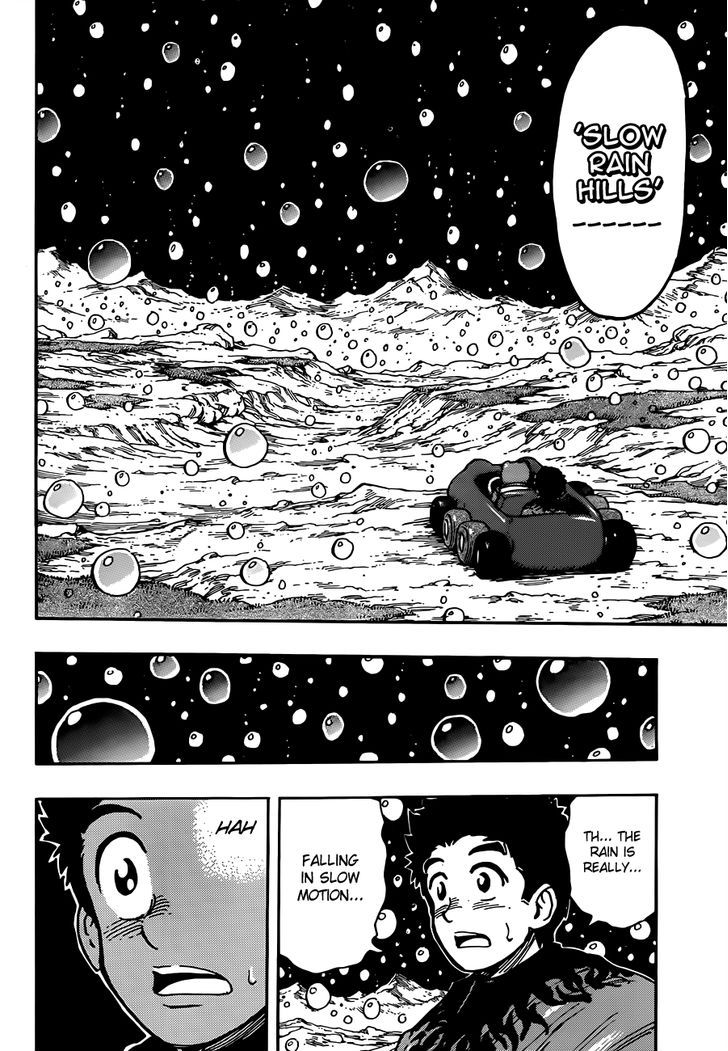 'SLOW
RAIN
HILLS'
TH... THE
RAIN IS
REALLY...
FALLING
IN SLOW
MOTION...
HAH